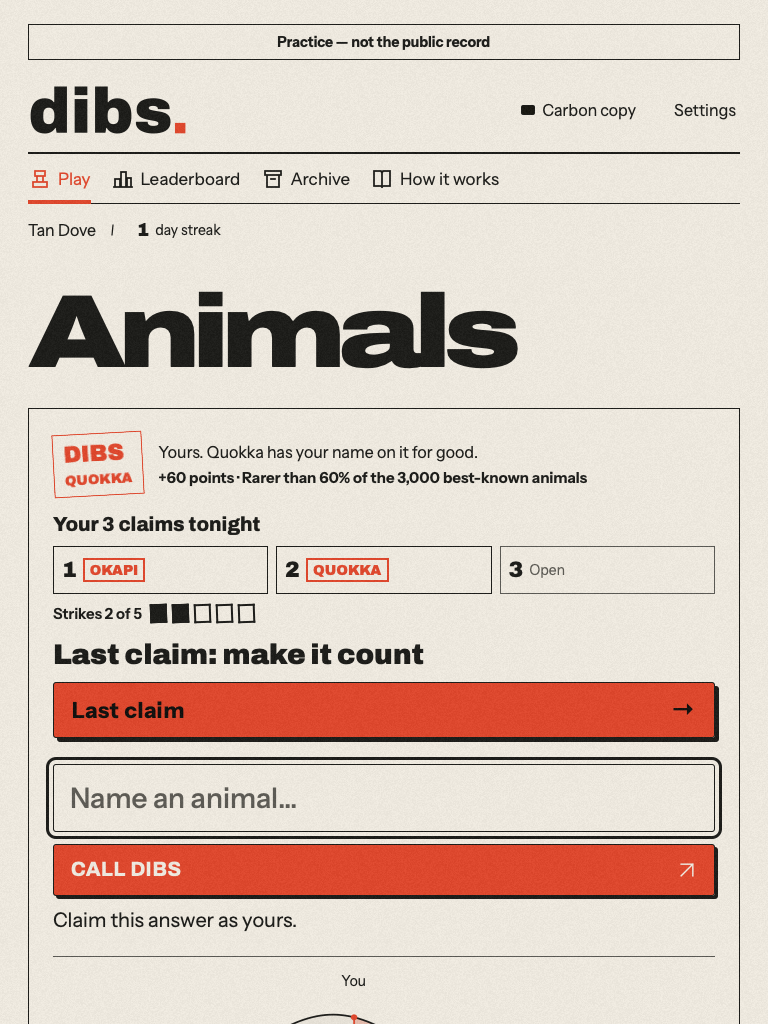 Practice — not the public record
dibs.
Carbon copy Settings
Play Leaderboard Archive How it works
Tan Dove / 1 day streak
Animals
DIBS
QUOKKA
Yours. Quokka has your name on it for good.
+60 points · Rarer than 60% of the 3,000 best-known animals
Your 3 claims tonight
1 OKAPI 2 QUOKKA 3 Open
Strikes 2 of 5
Last claim: make it count
Last claim →
Name an animal...
CALL DIBS
Claim this answer as yours.
You